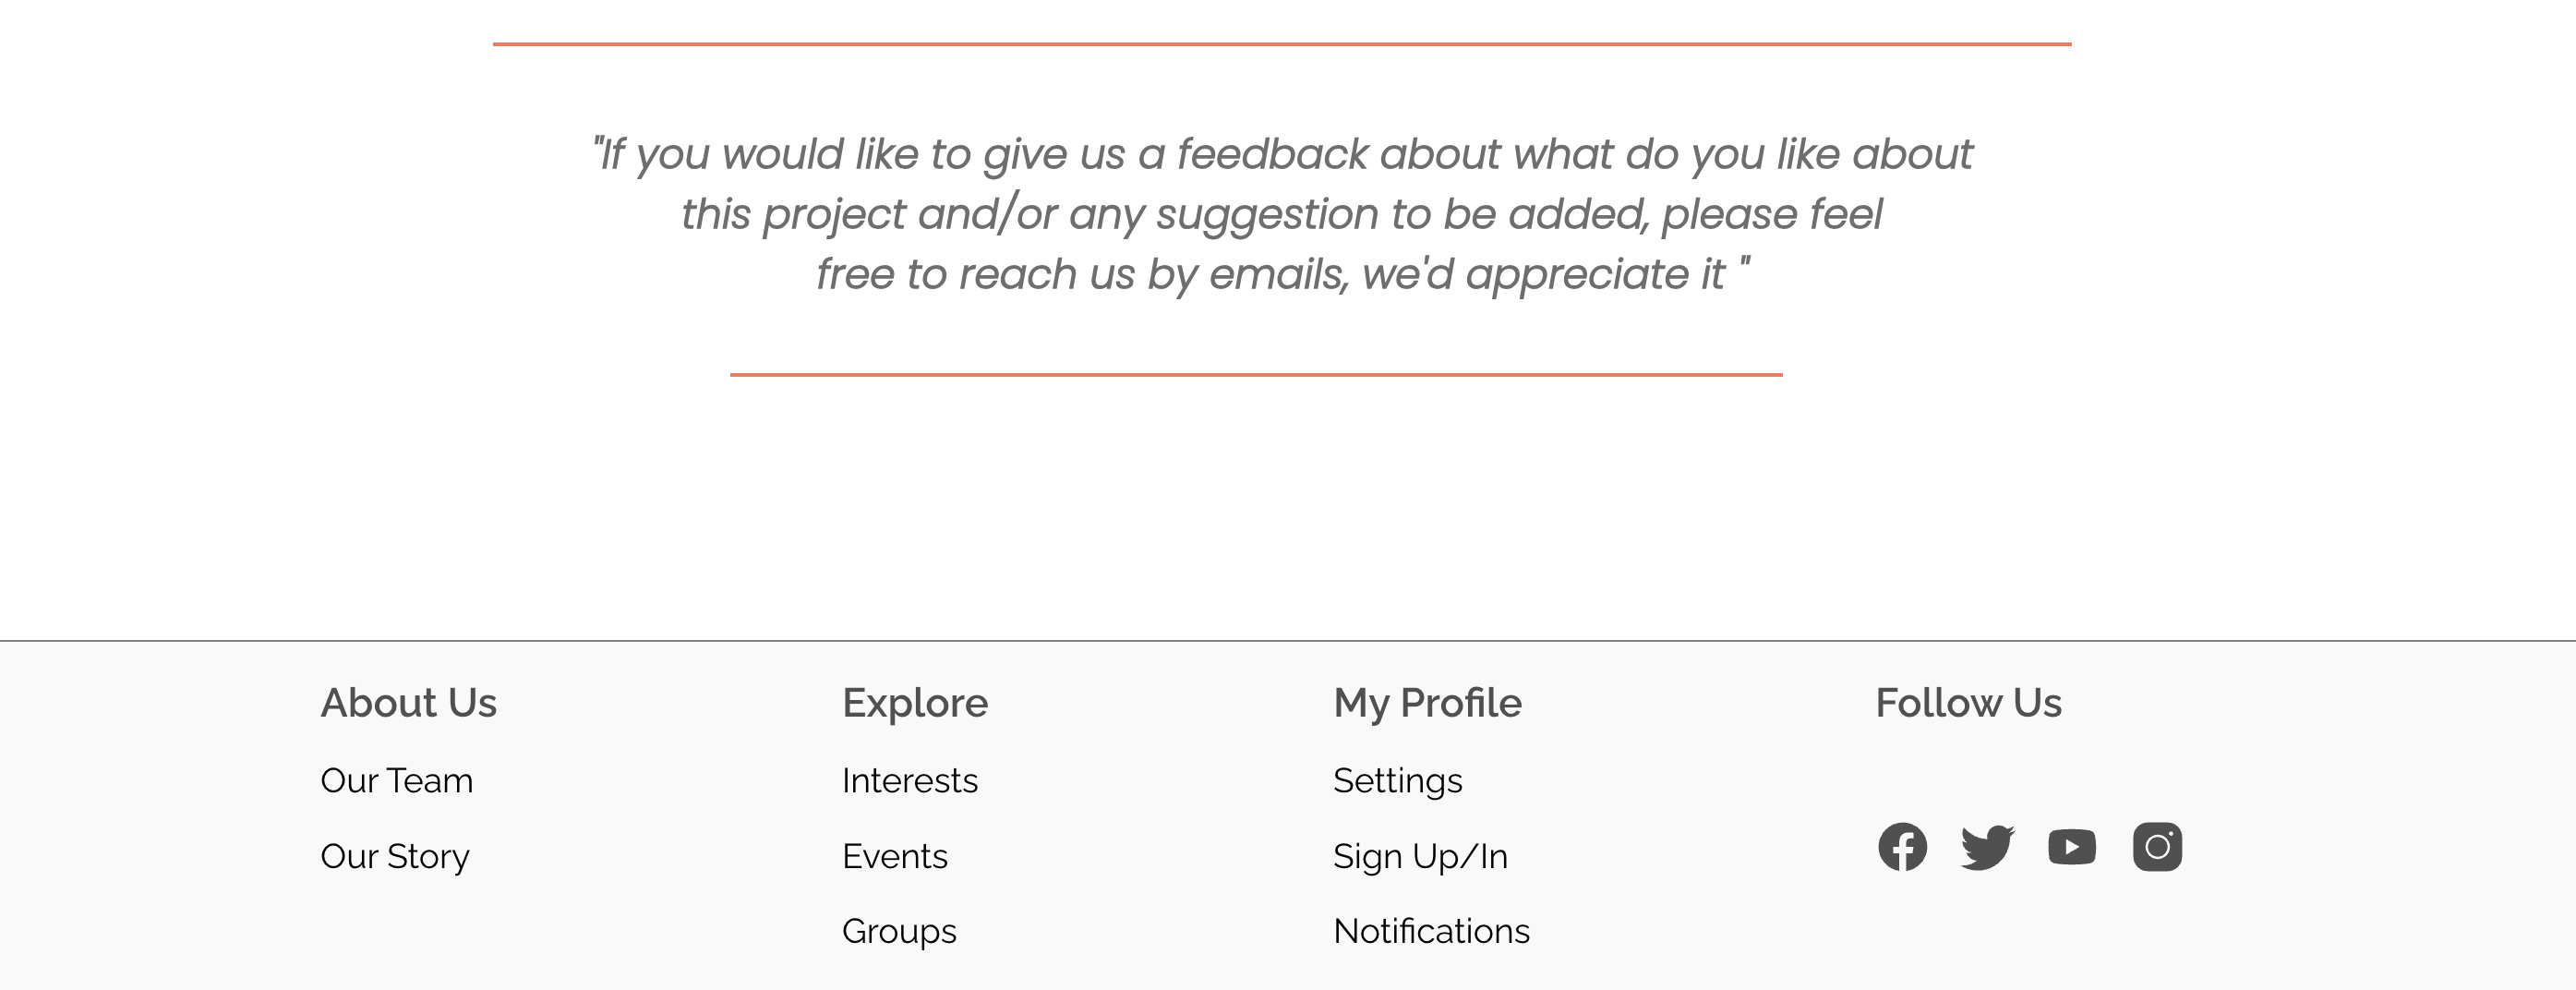 "If you would like to give us a feedback about what do you like about
this project and/or any suggestion to be added, please feel
free to reach us by emails, we'd appreciate it "
About Us
Our Team
Our Story
Explore
Interests
Events
Groups
My Profile
Settings
Sign Up/In
Notifications
Follow Us